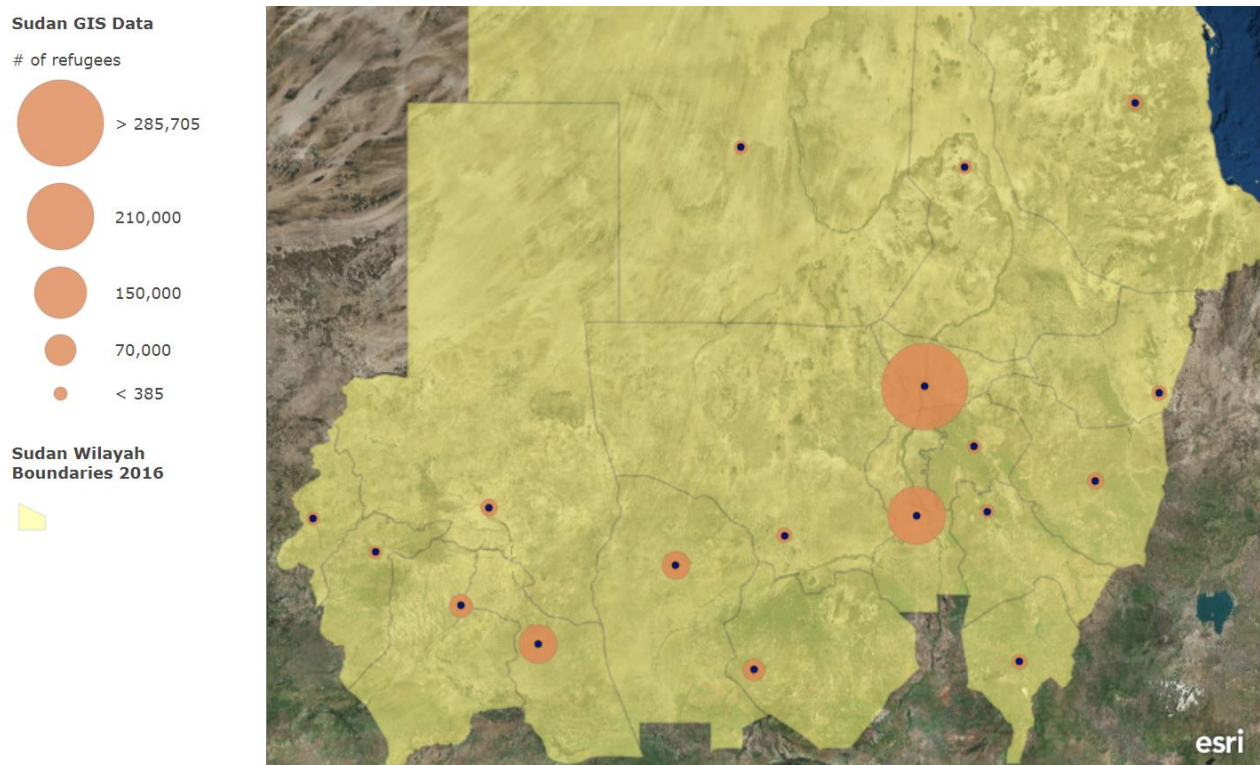 Sudan GIS Data
# of refugees
> 285,705
210,000
150,000
70,000
< 385
Sudan Wilayah
Boundaries 2016
esri